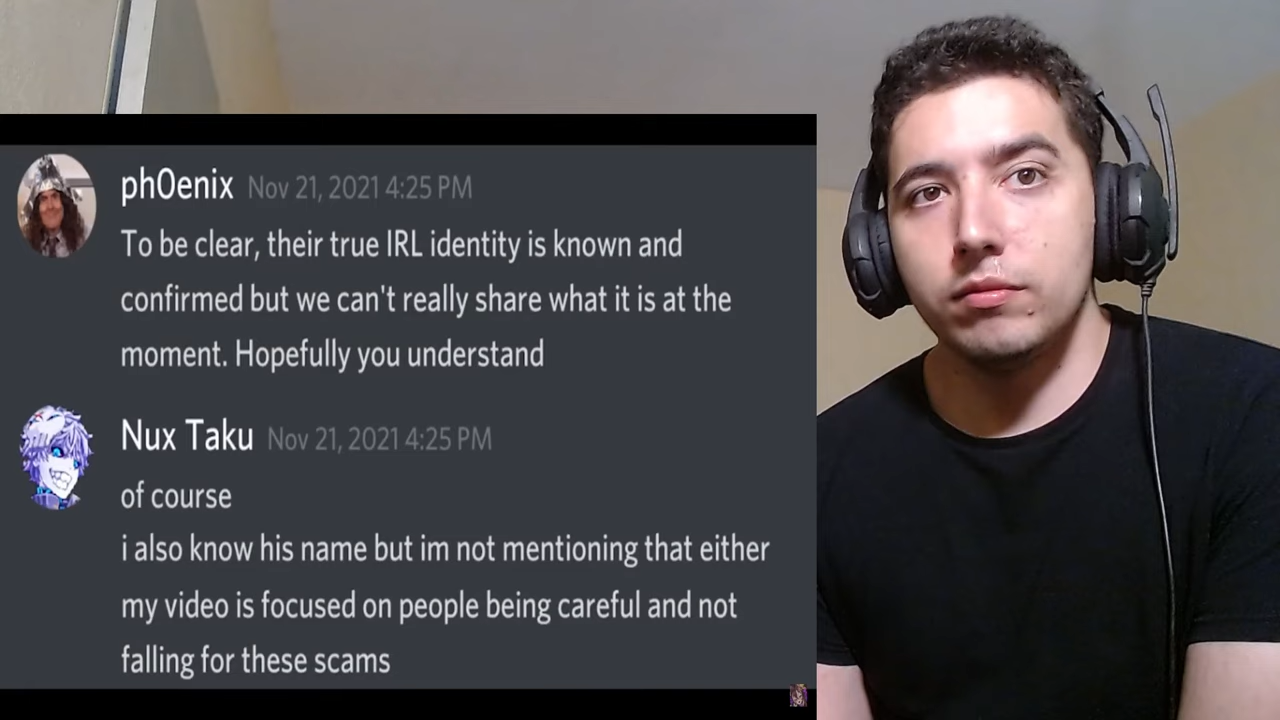 ph0enix Nov 21, 2021 4:25 PM
To be clear, their true IRL identity is known and
confirmed but we can't really share what it is at the
moment. Hopefully you understand
Nux Taku Nov 21, 2021 4:25 PM
of course
i also know his name but im not mentioning that either
my video is focused on people being careful and not
falling for these scams